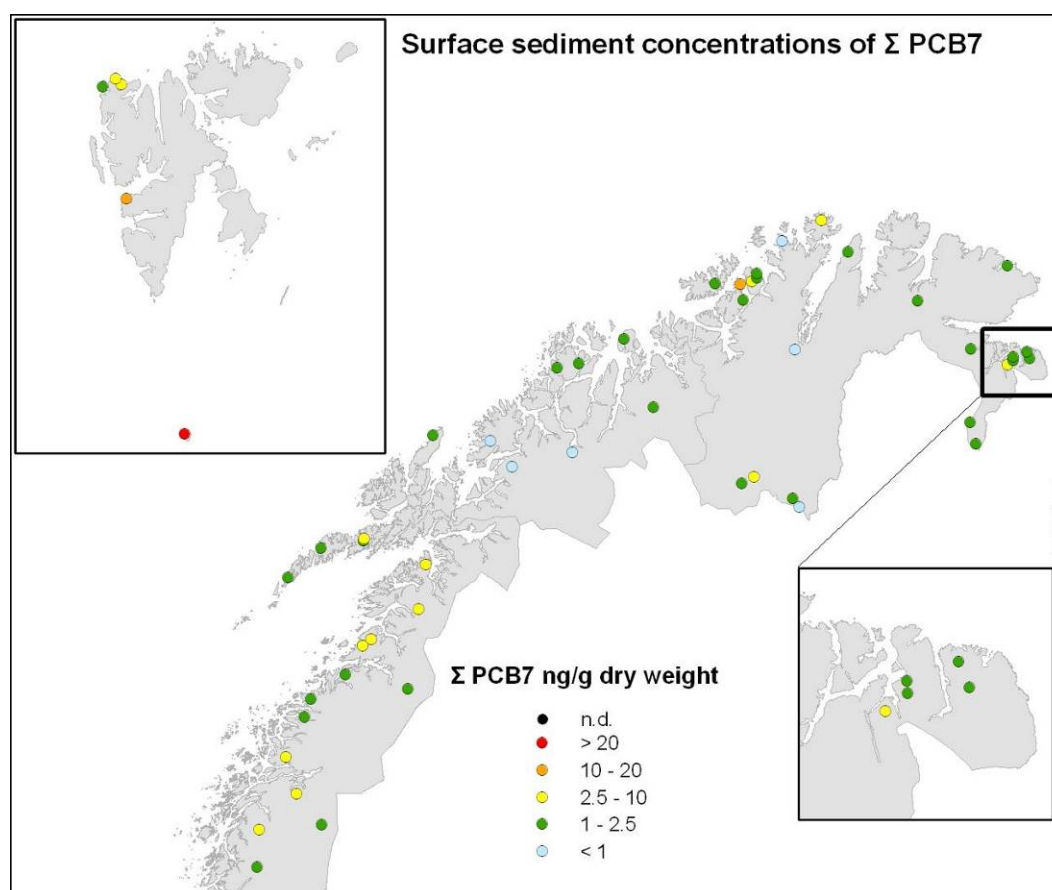 Surface sediment concentrations of Σ PCB7
Σ PCB7 ng/g dry weight
n.d.
> 20
10 - 20
2.5 - 10
1 - 2.5
< 1